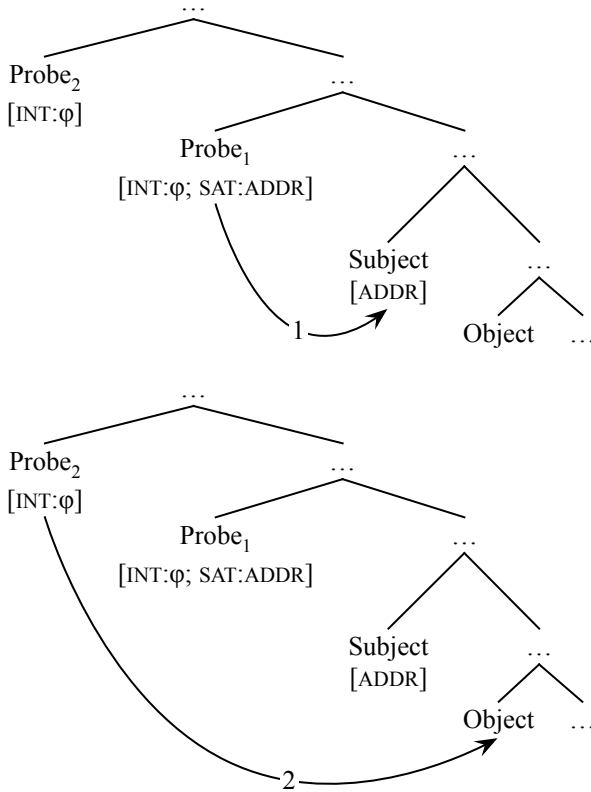 …
Probe₂
…
[INT:φ]
Probe₁
…
[INT:φ; SAT:ADDR]
Subject
…
[ADDR]
1
Object
…
…
Probe₂
…
[INT:φ]
Probe₁
…
[INT:φ; SAT:ADDR]
Subject
…
[ADDR]
Object
…
2